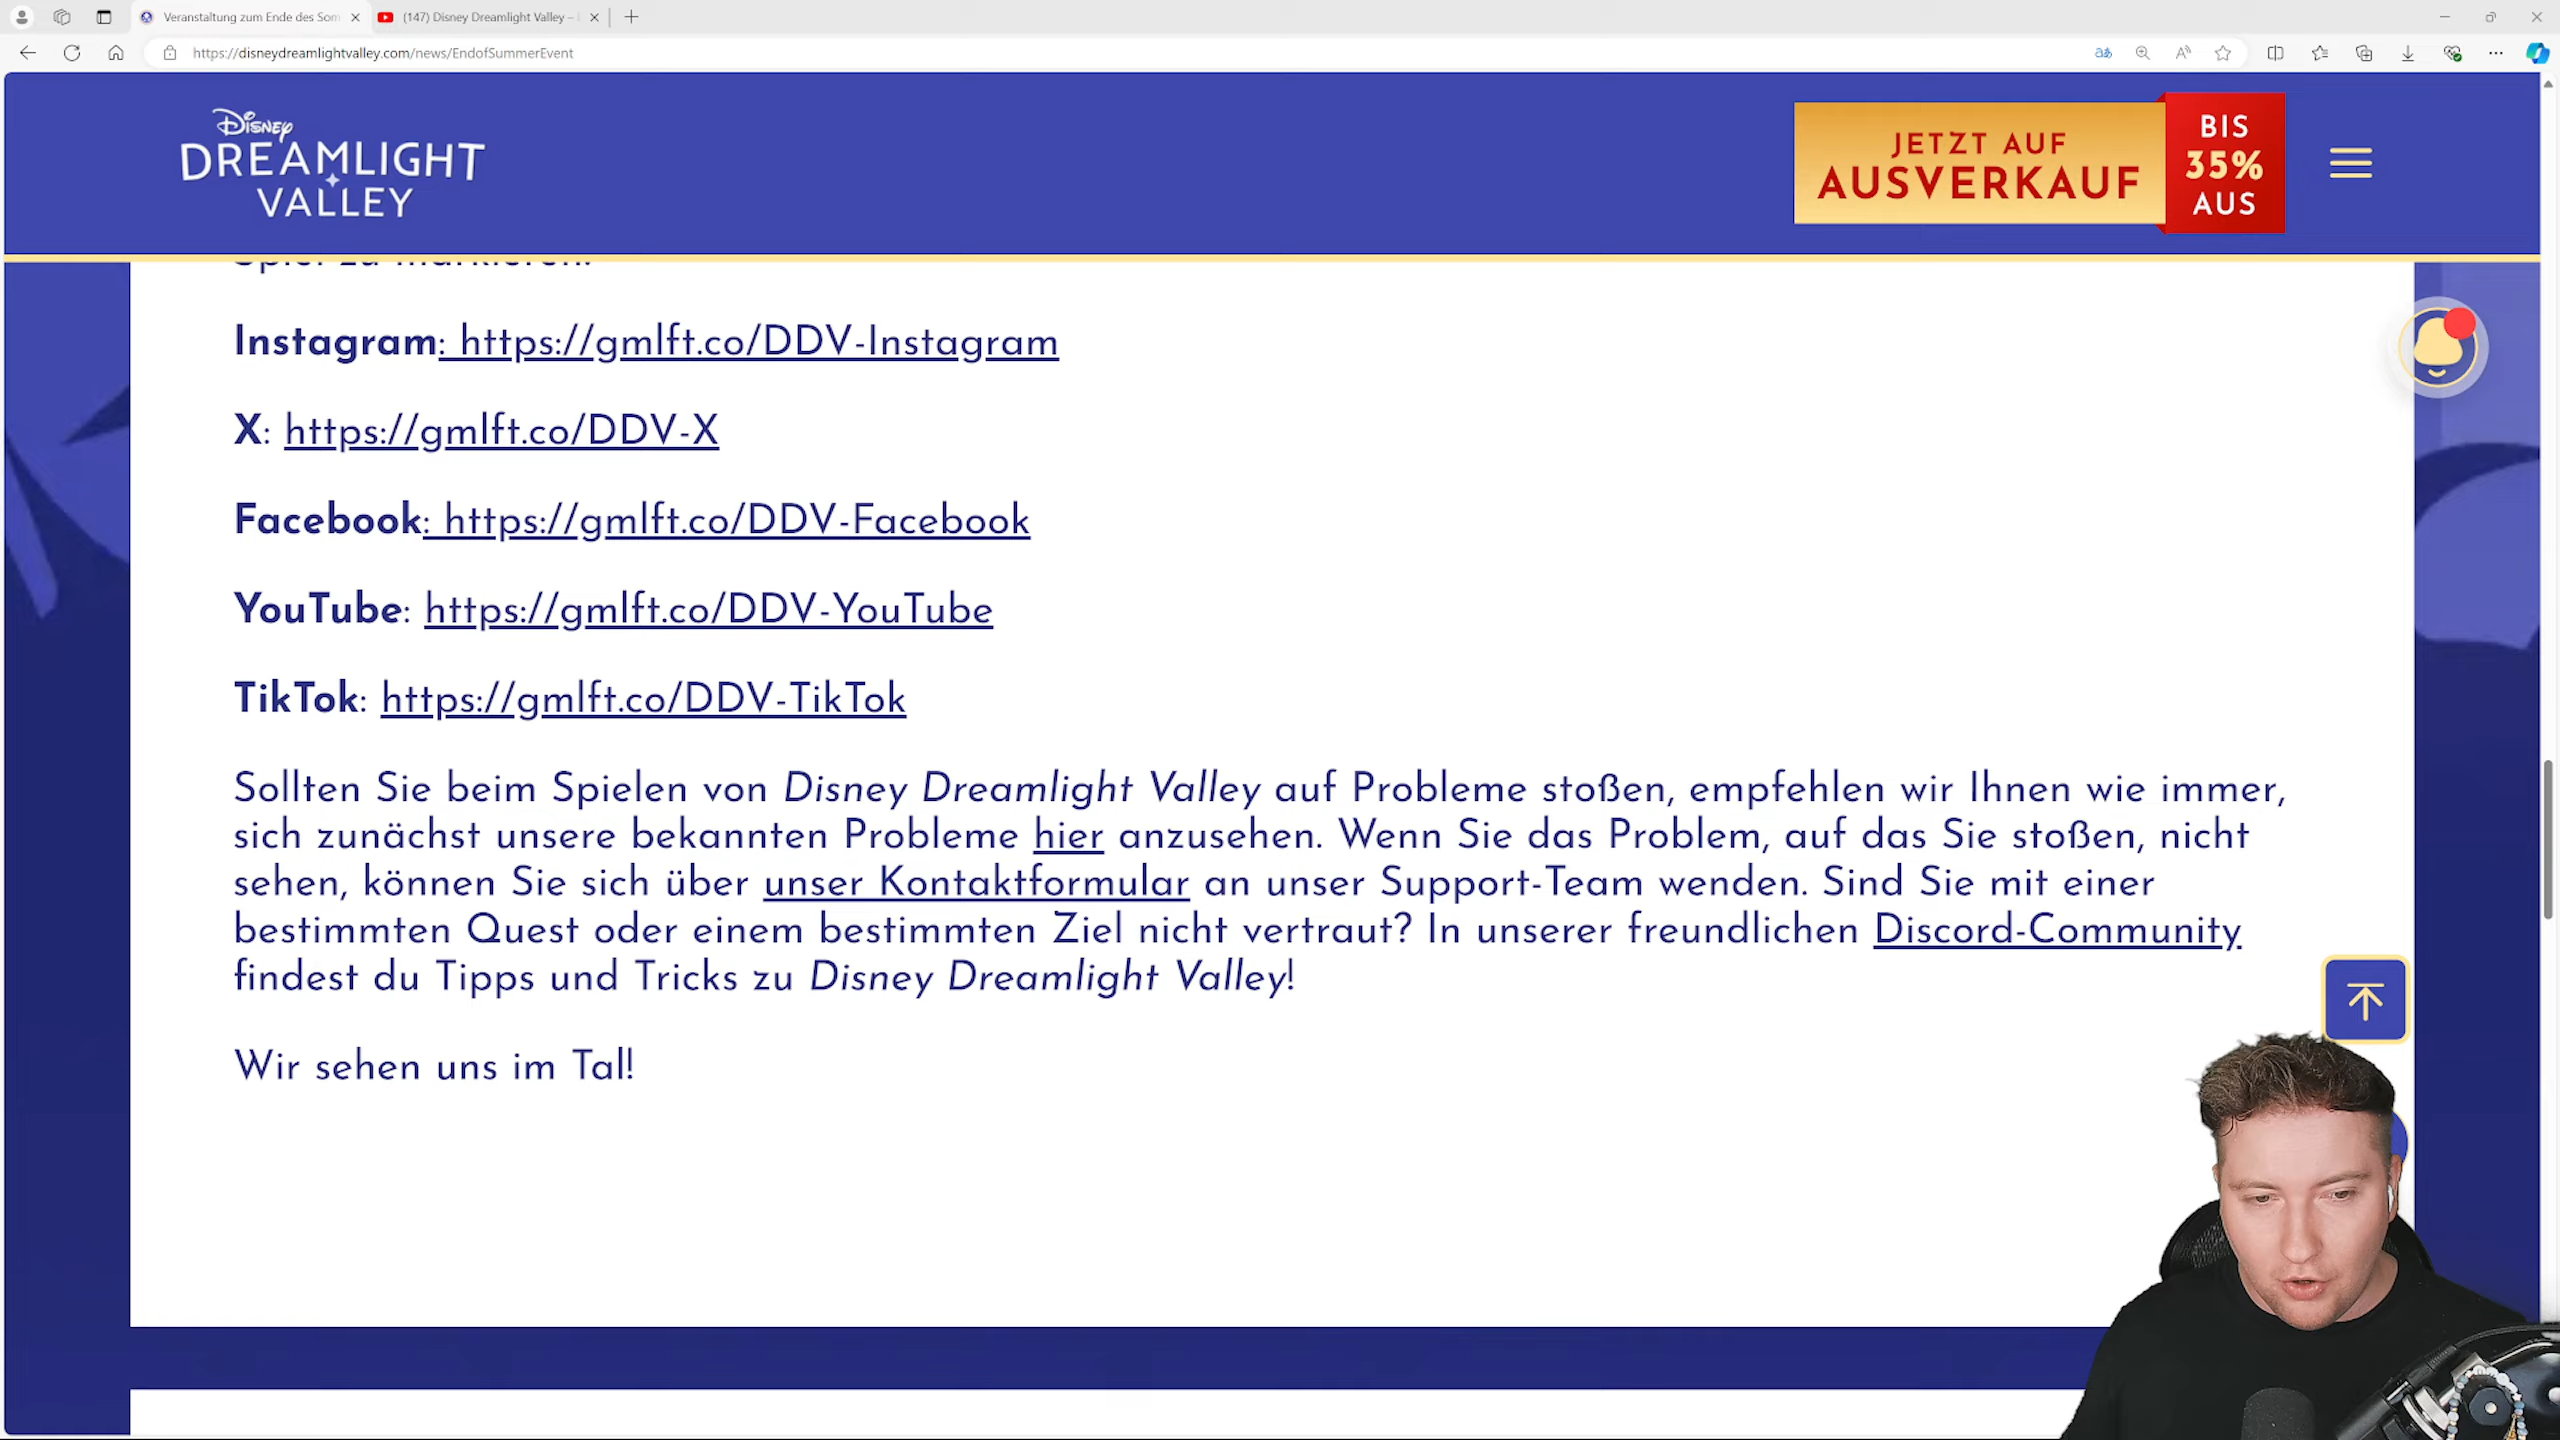 Veranstaltung zum Ende des Som
(147) Disney Dreamlight Valley –
https://disneydreamlightvalley.com/news/EndofSummerEvent
Disney
DREAMLIGHT
VALLEY
JETZT AUF
AUSVERKAUF
BIS
35%
AUS
Spiel zu markieren:
Instagram: https://gmlft.co/DDV-Instagram
X: https://gmlft.co/DDV-X
Facebook: https://gmlft.co/DDV-Facebook
YouTube: https://gmlft.co/DDV-YouTube
TikTok: https://gmlft.co/DDV-TikTok
Sollten Sie beim Spielen von Disney Dreamlight Valley auf Probleme stoßen, empfehlen wir Ihnen wie immer,
sich zunächst unsere bekannten Probleme hier anzusehen. Wenn Sie das Problem, auf das Sie stoßen, nicht
sehen, können Sie sich über unser Kontaktformular an unser Support-Team wenden. Sind Sie mit einer
bestimmten Quest oder einem bestimmten Ziel nicht vertraut? In unserer freundlichen Discord-Community
findest du Tipps und Tricks zu Disney Dreamlight Valley!
Wir sehen uns im Tal!